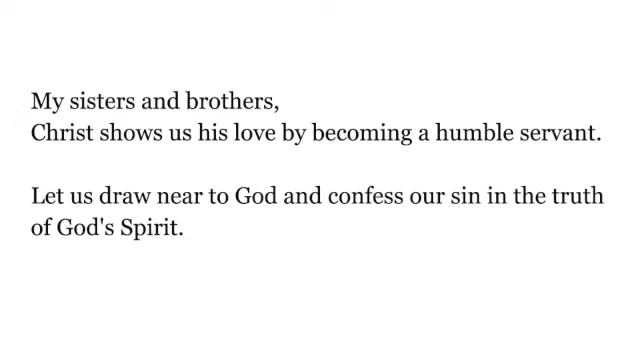 My sisters and brothers,
Christ shows us his love by becoming a humble servant.
Let us draw near to God and confess our sin in the truth
of God's Spirit.